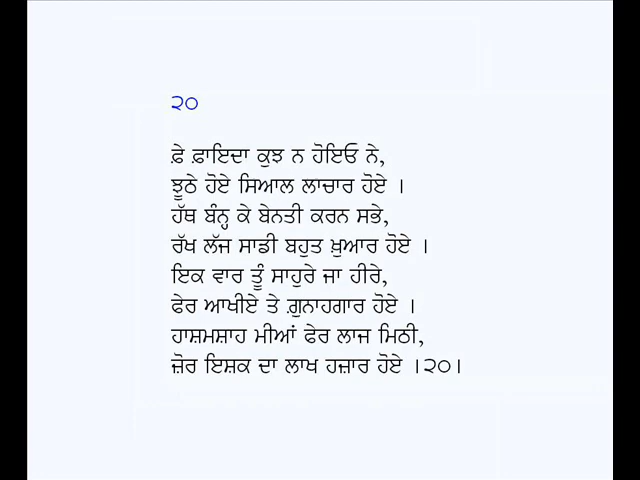 ੨੦
ਫ਼ੇ ਫ਼ਾਇਦਾ ਕੁਝ ਨ ਹੋਇਓ ਨੇ,
ਝੂਠੇ ਹੋਏ ਸਿਆਲ ਲਾਚਾਰ ਹੋਏ ।
ਹੱਥ ਬੰਨ੍ਹ ਕੇ ਬੇਨਤੀ ਕਰਨ ਸਭੇ,
ਰੱਖ ਲੱਜ ਸਾਡੀ ਬਹੁਤ ਖ਼ੁਆਰ ਹੋਏ ।
ਇਕ ਵਾਰ ਤੂੰ ਸਾਹੁਰੇ ਜਾ ਹੀਰੇ,
ਫੇਰ ਆਖੀਏ ਤੇ ਗ਼ੁਨਾਹਗਾਰ ਹੋਏ ।
ਹਾਸ਼ਮਸ਼ਾਹ ਮੀਆਂ ਫੇਰ ਲਾਜ ਮਿਠੀ,
ਜ਼ੋਰ ਇਸ਼ਕ ਦਾ ਲਾਖ ਹਜ਼ਾਰ ਹੋਏ ।੨੦।